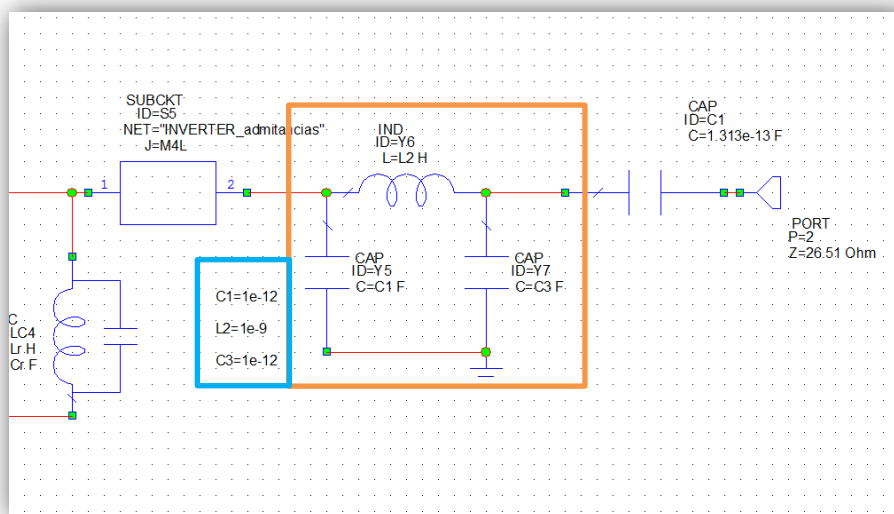 SUBCKT
ID=S5
NET="INVERTER_admitancias"
J=M4L
1
2
IND
ID=Y6
L=L2 H
CAP
ID=C1
C=1.313e-13 F
PORT
P=2
Z=26.51 Ohm
CAP
ID=Y5
C=C1 F
CAP
ID=Y7
C=C3 F
C1=1e-12
L2=1e-9
C3=1e-12
C
LC4
Lr H
Cr F